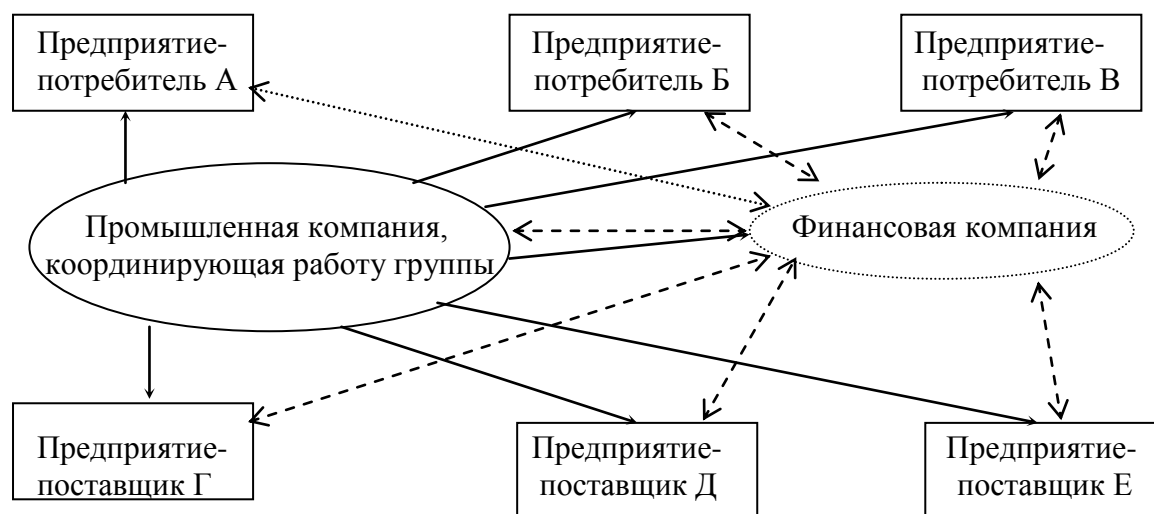 Предприятие-
потребитель А
Предприятие-
потребитель Б
Предприятие-
потребитель В
Промышленная компания,
координирующая работу группы
Финансовая компания
Предприятие-
поставщик Г
Предприятие-
поставщик Д
Предприятие-
поставщик Е